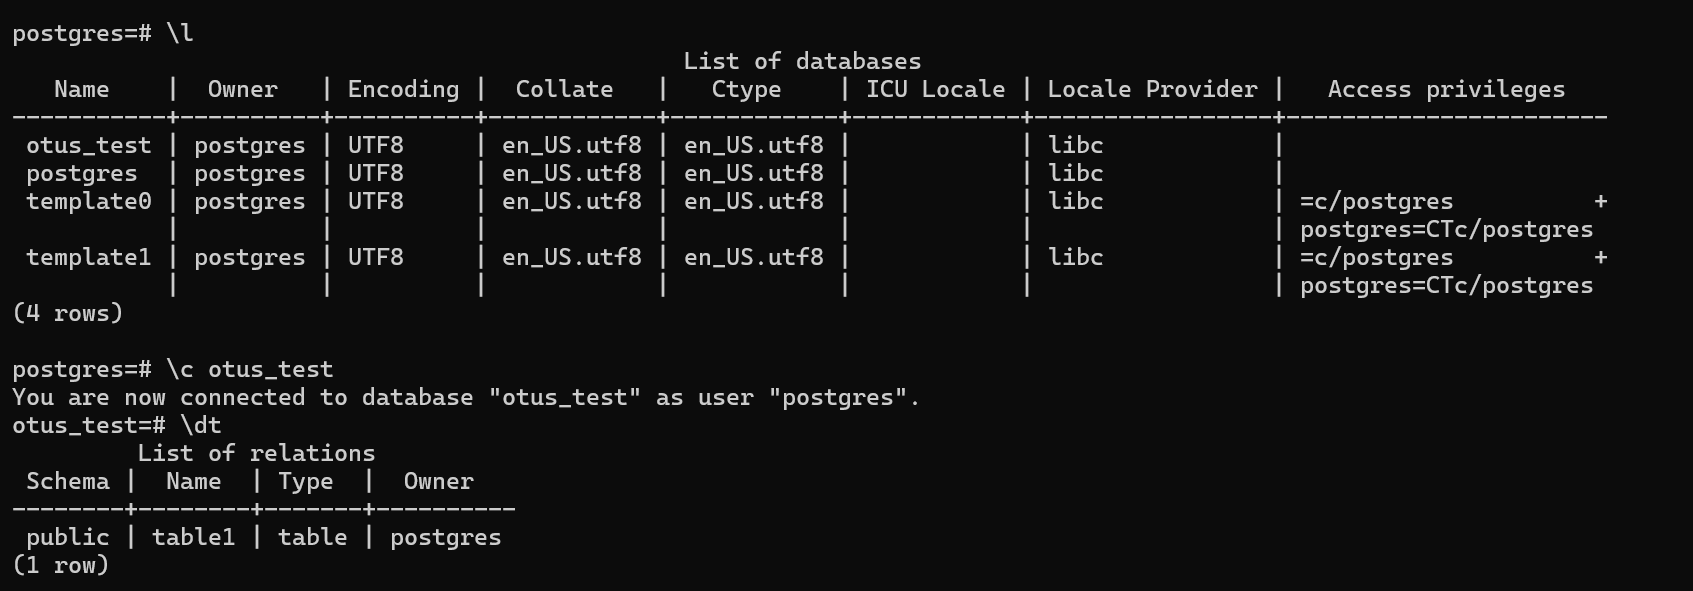 postgres=# \l
                                                List of databases
   Name    |  Owner   | Encoding |  Collate   |   Ctype    | ICU Locale | Locale Provider |   Access privileges
-----------+----------+----------+------------+------------+------------+-----------------+-----------------------
 otus_test | postgres | UTF8     | en_US.utf8 | en_US.utf8 |            | libc            |
 postgres  | postgres | UTF8     | en_US.utf8 | en_US.utf8 |            | libc            |
 template0 | postgres | UTF8     | en_US.utf8 | en_US.utf8 |            | libc            | =c/postgres          +
           |          |          |            |            |            |                 | postgres=CTc/postgres
 template1 | postgres | UTF8     | en_US.utf8 | en_US.utf8 |            | libc            | =c/postgres          +
           |          |          |            |            |            |                 | postgres=CTc/postgres
(4 rows)

postgres=# \c otus_test
You are now connected to database "otus_test" as user "postgres".
otus_test=# \dt
         List of relations
 Schema |  Name  | Type  |  Owner
--------+--------+-------+----------
 public | table1 | table | postgres
(1 row)